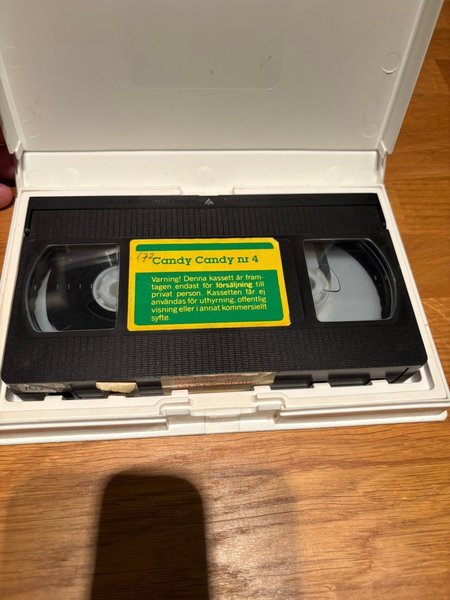 172
Candy Candy nr 4
Varning! Denna kassett är fram-
tagen endast för försäljning till
privat person. Kassetten får ej
användas för uthyrning, offentlig
visning eller i annat kommersiellt
syfte.